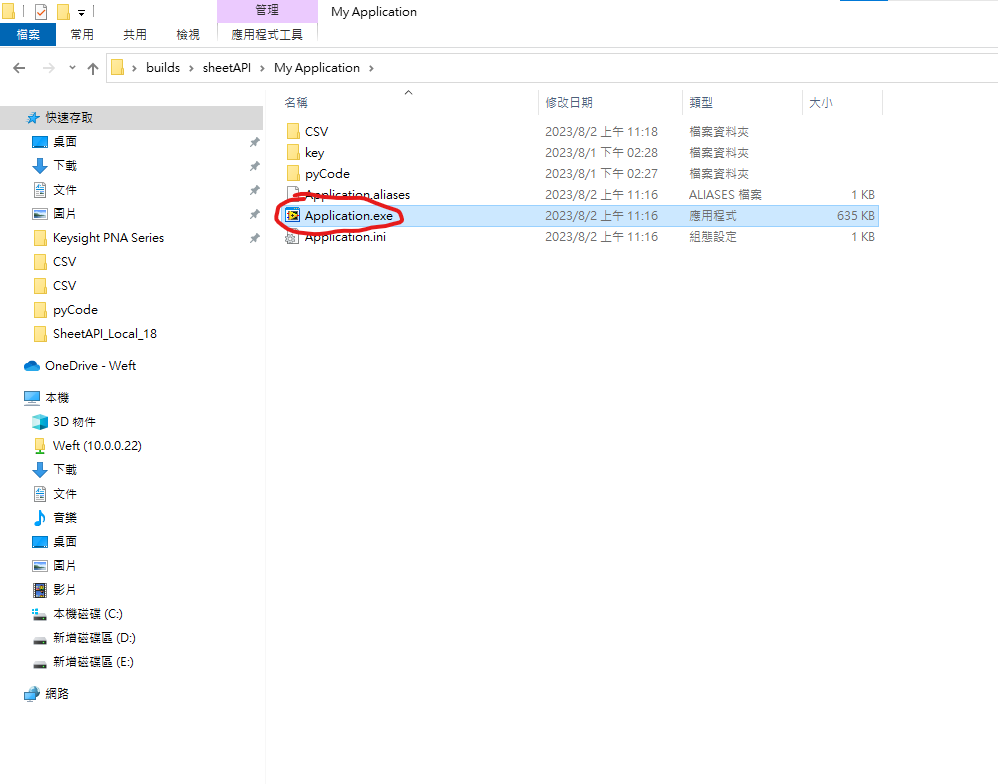 管理
My Application
檔案
常用
共用
檢視
應用程式工具
builds
sheetAPI
My Application
名稱
修改日期
類型
大小
CSV 2023/8/2 上午 11:18 檔案資料夾
key 2023/8/1 下午 02:28 檔案資料夾
pyCode 2023/8/1 下午 02:27 檔案資料夾
Application.aliases 2023/8/2 上午 11:16 ALIASES 檔案 1 KB
Application.exe 2023/8/2 上午 11:16 應用程式 635 KB
Application.ini 2023/8/2 上午 11:16 組態設定 1 KB
快速存取
桌面
下載
文件
圖片
Keysight PNA Series
CSV
CSV
pyCode
SheetAPI_Local_18
OneDrive - Weft
本機
3D 物件
Weft (10.0.0.22)
下載
文件
音樂
桌面
圖片
影片
本機磁碟 (C:)
新增磁碟區 (D:)
新增磁碟區 (E:)
網路